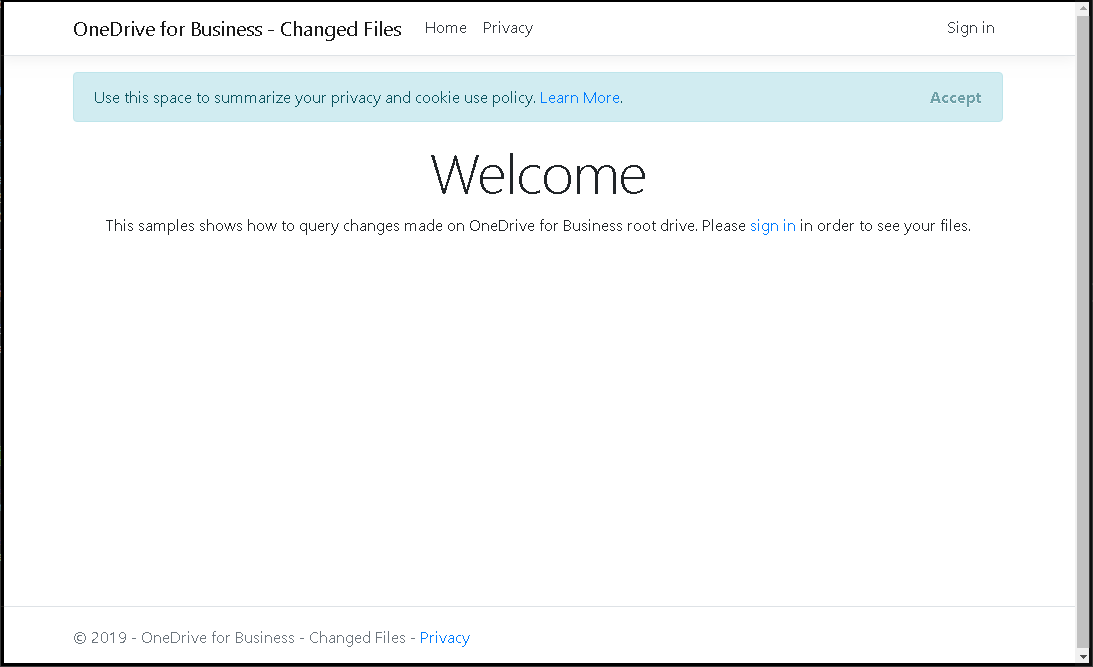 OneDrive for Business - Changed Files Home Privacy Sign in
Use this space to summarize your privacy and cookie use policy. Learn More. Accept
Welcome
This samples shows how to query changes made on OneDrive for Business root drive. Please sign in in order to see your files.
© 2019 - OneDrive for Business - Changed Files - Privacy